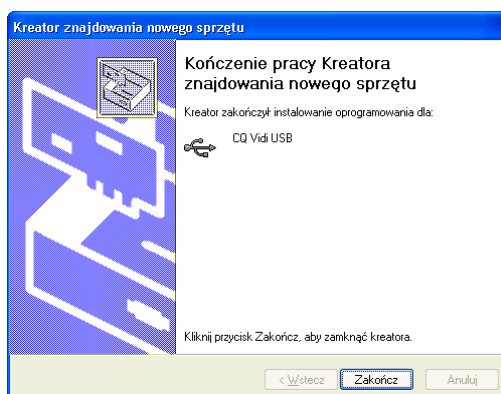 Kreator znajdowania nowego sprzętu
Kończenie pracy Kreatora
znajdowania nowego sprzętu
Kreator zakończył instalowanie oprogramowania dla:
CQ Vidi USB
Kliknij przycisk Zakończ, aby zamknąć kreatora.
< Wstecz Zakończ Anuluj